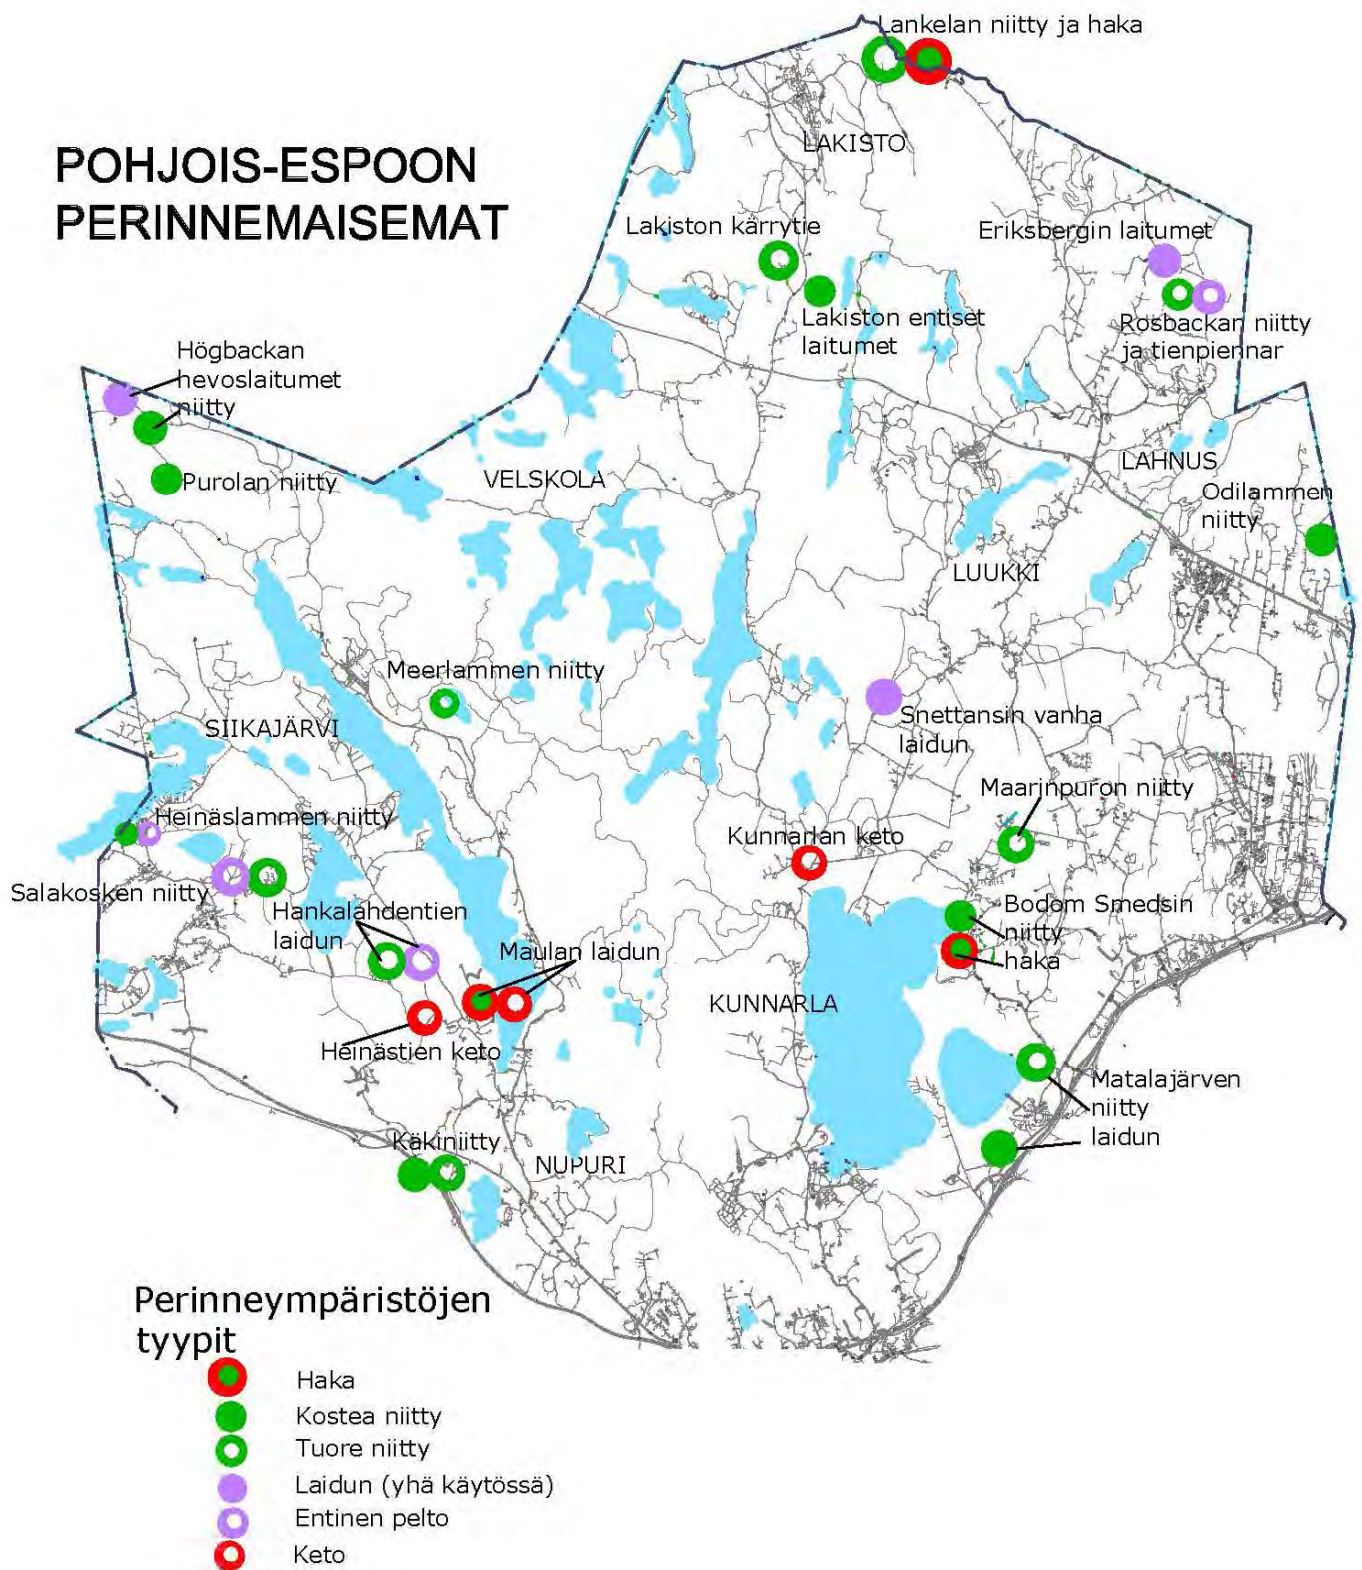 Lankelan niitty ja haka
POHJOIS-ESPOON
PERINNEMAISEMAT
LAKISTO
Lakiston kärrytie
Eriksbergin laitumet
Lakiston entiset
laitumet
Rosbackan niitty
ja tienpiennar
Högbackan
hevoslaitumet
niitty
Purolan niitty
VELSKOLA
LAHNUS
Odilammen
niitty
LUUKKI
Meerlammen niitty
SIIKAJÄRVI
Snettansin vanha
laidun
Maarinpuron niitty
Heinäslammen niitty
Kunnarlan keto
Salakosken niitty
Hankalahdentien
laidun
Maulan laidun
Bodom Smedsin
niitty
haka
KUNNARLA
Heinästien keto
Matalajärven
niitty
laidun
Käkiniitty
NUPURI
Perinneympäristöjen
tyypit
Haka
Kostea niitty
Tuore niitty
Laidun (yhä käytössä)
Entinen pelto
Keto